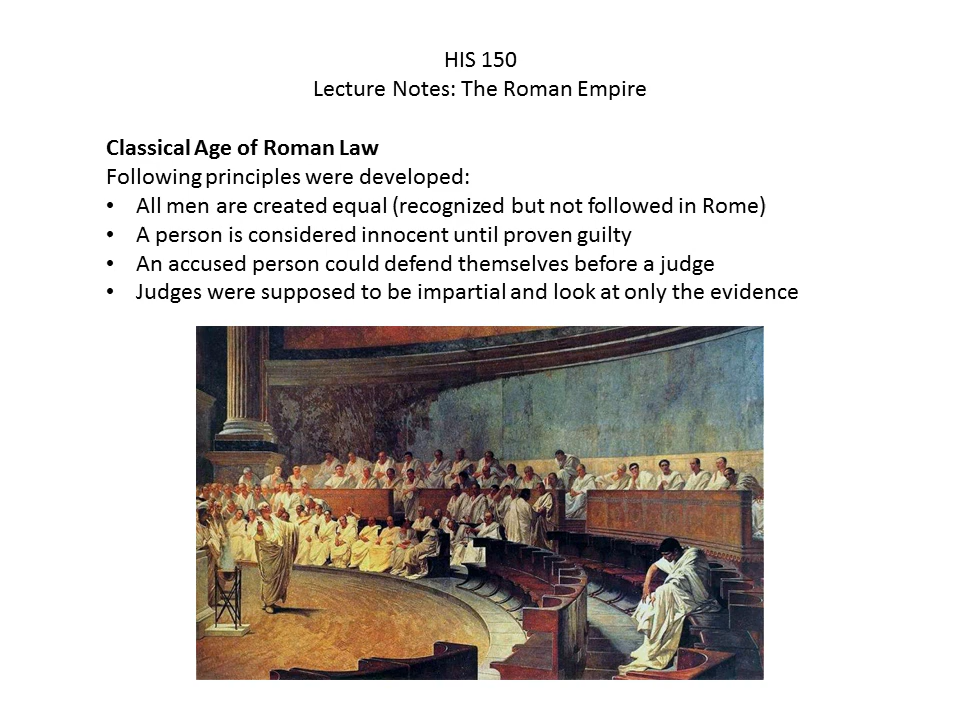 HIS 150
Lecture Notes: The Roman Empire
Classical Age of Roman Law
Following principles were developed:
• All men are created equal (recognized but not followed in Rome)
• A person is considered innocent until proven guilty
• An accused person could defend themselves before a judge
• Judges were supposed to be impartial and look at only the evidence